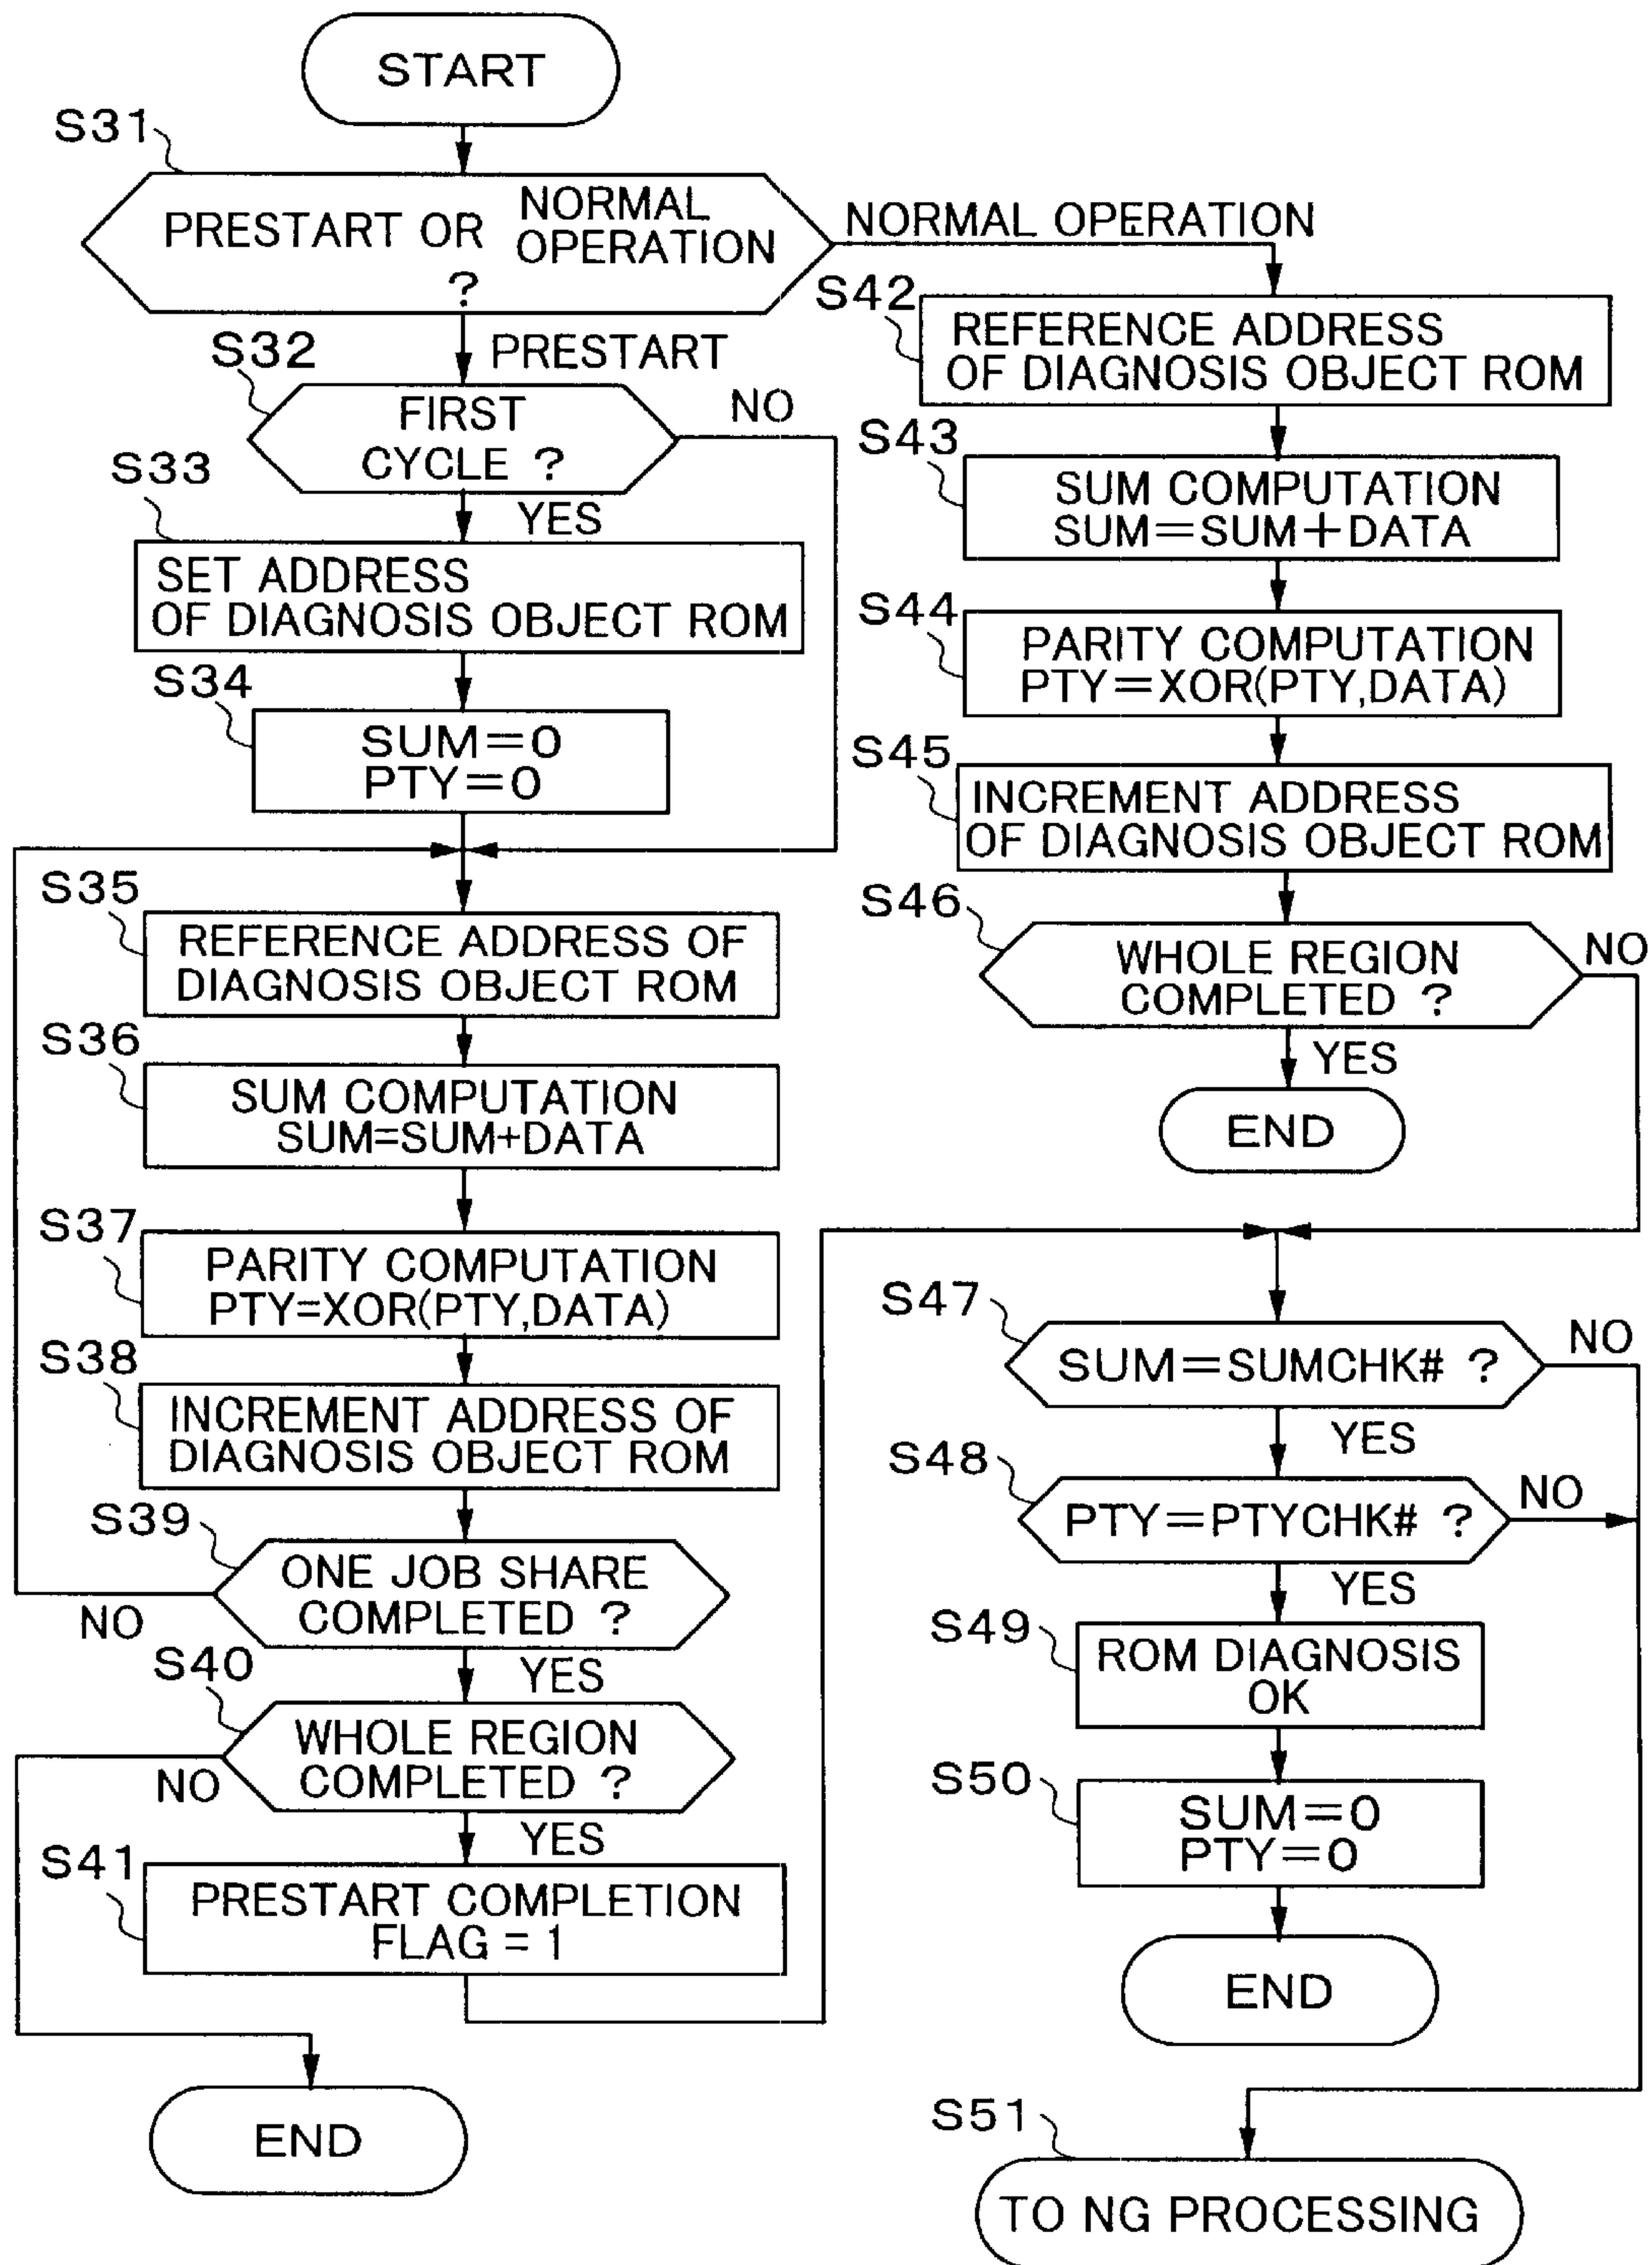 START
S31
PRESTART OR NORMAL
OPERATION
?
NORMAL OPERATION
PRESTART
S32
FIRST
CYCLE ?
NO
YES
S33
SET ADDRESS
OF DIAGNOSIS OBJECT ROM
S34
SUM=0
PTY=0
S35
REFERENCE ADDRESS OF
DIAGNOSIS OBJECT ROM
S36
SUM COMPUTATION
SUM=SUM+DATA
S37
PARITY COMPUTATION
PTY=XOR(PTY,DATA)
S38
INCREMENT ADDRESS OF
DIAGNOSIS OBJECT ROM
S39
ONE JOB SHARE
COMPLETED ?
NO
YES
S40
WHOLE REGION
COMPLETED ?
NO
YES
S41
PRESTART COMPLETION
FLAG = 1
END
S42
REFERENCE ADDRESS
OF DIAGNOSIS OBJECT ROM
S43
SUM COMPUTATION
SUM=SUM+DATA
S44
PARITY COMPUTATION
PTY=XOR(PTY,DATA)
S45
INCREMENT ADDRESS
OF DIAGNOSIS OBJECT ROM
S46
WHOLE REGION
COMPLETED ?
NO
YES
END
S47
SUM=SUMCHK# ?
NO
YES
S48
PTY=PTYCHK# ?
NO
YES
S49
ROM DIAGNOSIS
OK
S50
SUM=0
PTY=0
END
S51
TO NG PROCESSING